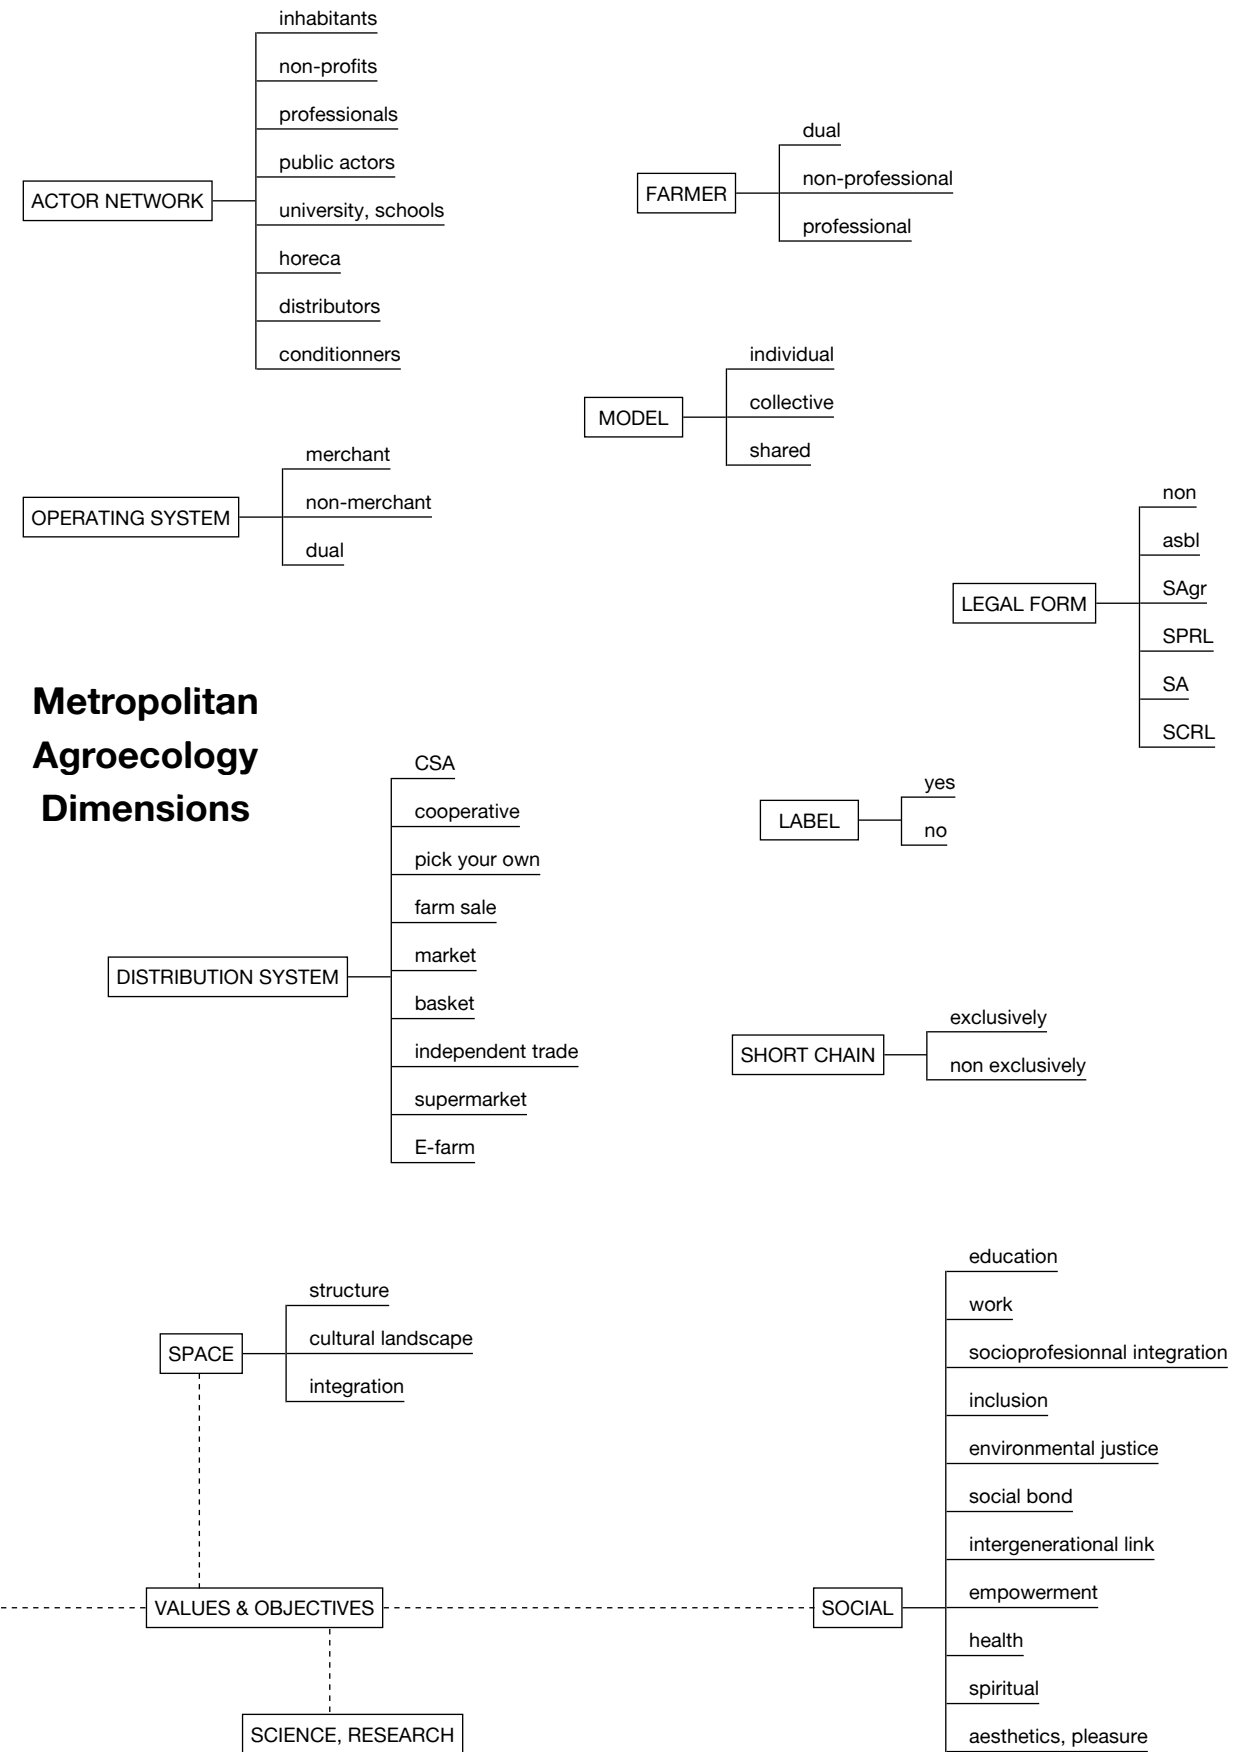 inhabitants
non-profits
professionals
public actors
ACTOR NETWORK
university, schools
horeca
distributors
conditionners
dual
FARMER
non-professional
professional
individual
MODEL
collective
shared
merchant
OPERATING SYSTEM
non-merchant
dual
non
asbl
LEGAL FORM
SAgr
SPRL
SA
SCRL
Metropolitan
Agroecology
Dimensions
CSA
cooperative
pick your own
farm sale
market
DISTRIBUTION SYSTEM
basket
independent trade
supermarket
E-farm
LABEL
yes
no
SHORT CHAIN
exclusively
non exclusively
SPACE
structure
cultural landscape
integration
VALUES & OBJECTIVES
SOCIAL
education
work
socioprofesionnal integration
inclusion
environmental justice
social bond
intergenerational link
empowerment
health
spiritual
aesthetics, pleasure
SCIENCE, RESEARCH